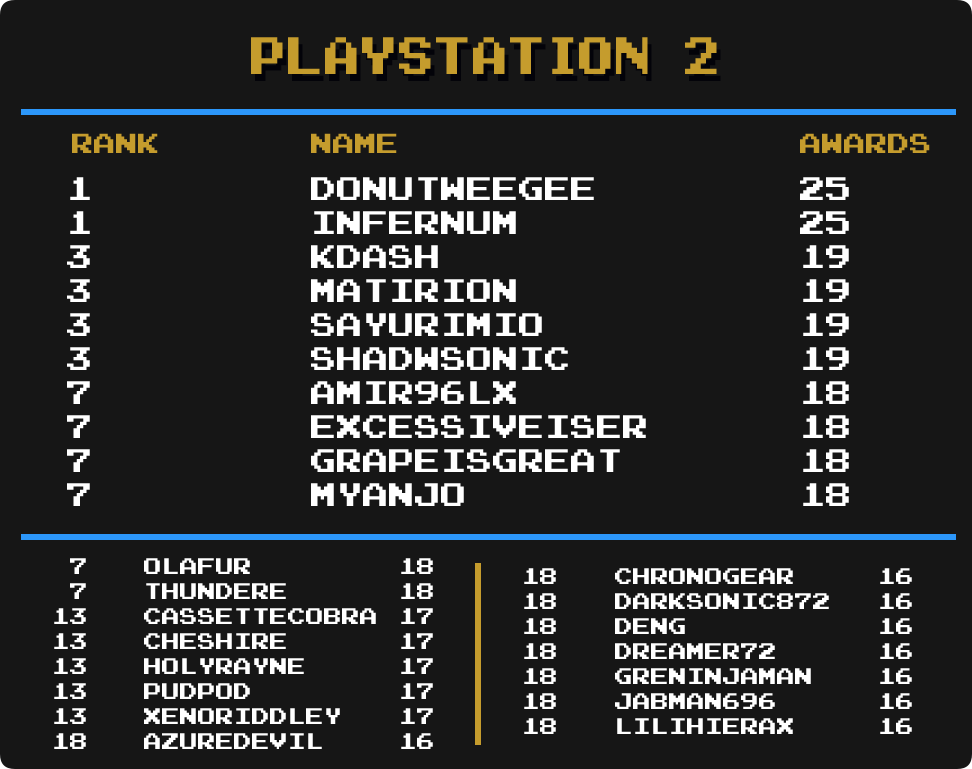 PLAYSTATION 2
RANK NAME AWARDS
1 DONUTWEEGEE 25
1 INFERNUM 25
3 KDASH 19
3 MATIRION 19
3 SAYURIMIO 19
3 SHADWSONIC 19
7 AMIR96LX 18
7 EXCESSIVEISER 18
7 GRAPEISGREAT 18
7 MYANJO 18
7 OLAFUR 18
7 THUNDERE 18
13 CASSETTECOBRA 17
13 CHESHIRE 17
13 HOLYRAYNE 17
13 PUDPOD 17
13 XENORIDDLEY 17
18 AZUREDEVIL 16
18 CHRONOGEAR 16
18 DARKSONIC872 16
18 DENG 16
18 DREAMER72 16
18 GRENINJAMAN 16
18 JABMAN696 16
18 LILIHIERAX 16